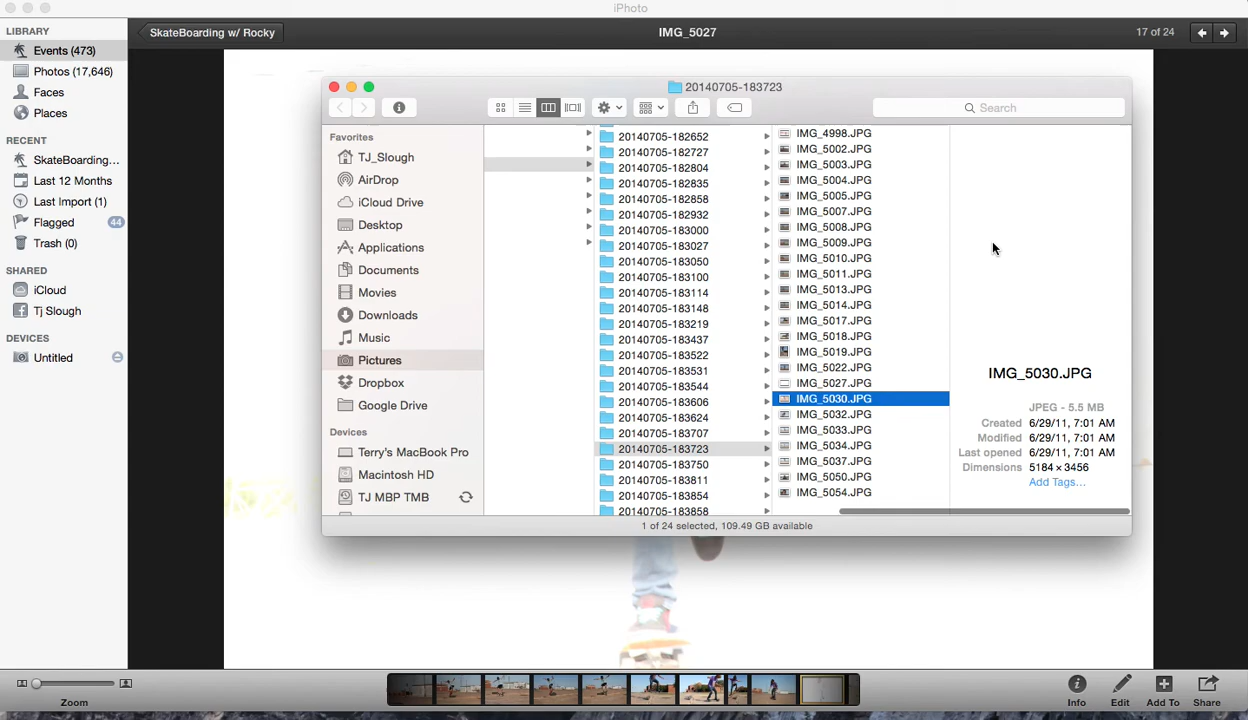 iPhoto
LIBRARY
Events (473)
Photos (17,646)
Faces
Places
RECENT
SkateBoarding...
Last 12 Months
Last Import (1)
Flagged 44
Trash (0)
SHARED
iCloud
Tj Slough
DEVICES
Untitled
SkateBoarding w/ Rocky
IMG_5027
17 of 24
20140705-183723
Search
Favorites
TJ_Slough
AirDrop
iCloud Drive
Desktop
Applications
Documents
Movies
Downloads
Music
Pictures
Dropbox
Google Drive
Devices
Terry's MacBook Pro
Macintosh HD
TJ MBP TMB
20140705-182652
20140705-182727
20140705-182804
20140705-182835
20140705-182858
20140705-182932
20140705-183000
20140705-183027
20140705-183050
20140705-183100
20140705-183114
20140705-183148
20140705-183219
20140705-183437
20140705-183522
20140705-183531
20140705-183544
20140705-183606
20140705-183624
20140705-183707
20140705-183723
20140705-183750
20140705-183811
20140705-183854
20140705-183858
IMG_4998.JPG
IMG_5002.JPG
IMG_5003.JPG
IMG_5004.JPG
IMG_5005.JPG
IMG_5007.JPG
IMG_5008.JPG
IMG_5009.JPG
IMG_5010.JPG
IMG_5011.JPG
IMG_5013.JPG
IMG_5014.JPG
IMG_5017.JPG
IMG_5018.JPG
IMG_5019.JPG
IMG_5022.JPG
IMG_5027.JPG
IMG_5030.JPG
IMG_5032.JPG
IMG_5033.JPG
IMG_5034.JPG
IMG_5037.JPG
IMG_5050.JPG
IMG_5054.JPG
IMG_5030.JPG
JPEG - 5.5 MB
Created 6/29/11, 7:01 AM
Modified 6/29/11, 7:01 AM
Last opened 6/29/11, 7:01 AM
Dimensions 5184 × 3456
Add Tags...
1 of 24 selected, 109.49 GB available
Zoom
Info
Edit
Add To
Share